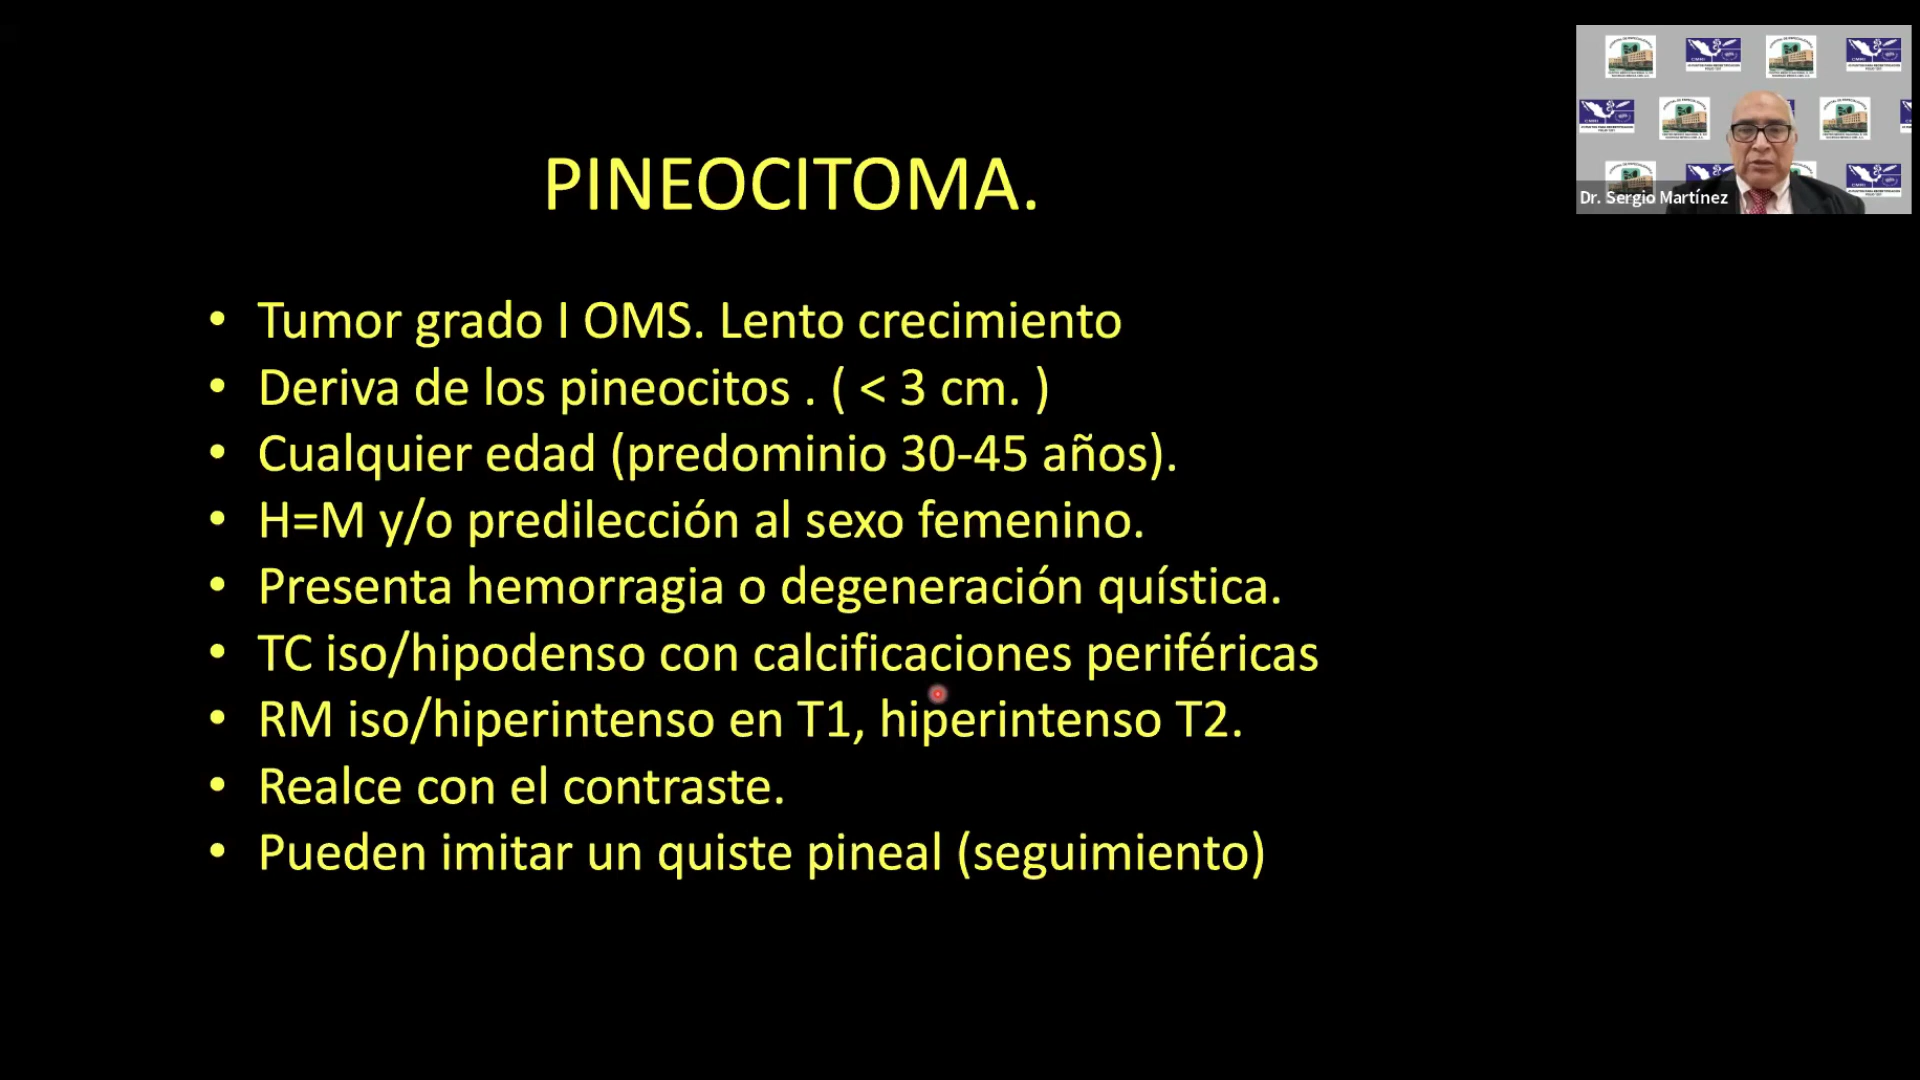 PINEOCITOMA.
• Tumor grado I OMS. Lento crecimiento
• Deriva de los pineocitos . ( < 3 cm. )
• Cualquier edad (predominio 30-45 años).
• H=M y/o predilección al sexo femenino.
• Presenta hemorragia o degeneración quística.
• TC iso/hipodenso con calcificaciones periféricas
• RM iso/hiperintenso en T1, hiperintenso T2.
• Realce con el contraste.
• Pueden imitar un quiste pineal (seguimiento)
Dr. Sergio Martínez